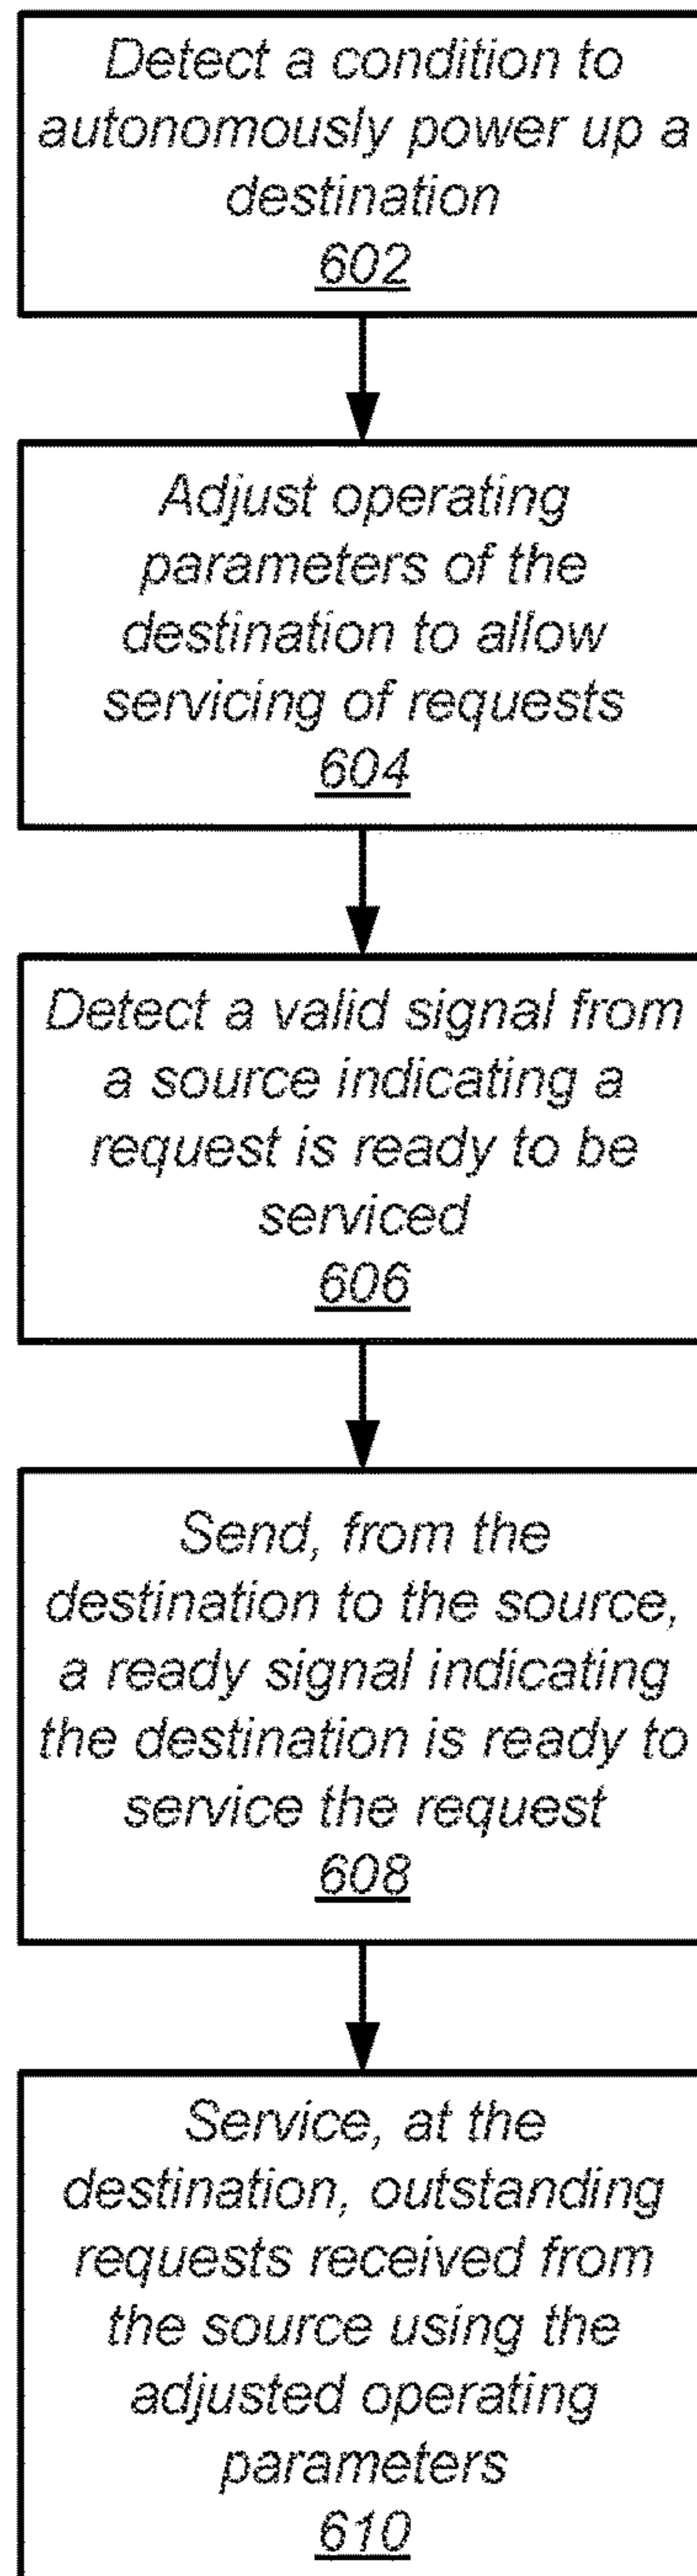 Detect a condition to
autonomously power up a
destination
602
Adjust operating
parameters of the
destination to allow
servicing of requests
604
Detect a valid signal from
a source indicating a
request is ready to be
serviced
606
Send, from the
destination to the source,
a ready signal indicating
the destination is ready to
service the request
608
Service, at the
destination, outstanding
requests received from
the source using the
adjusted operating
parameters
610